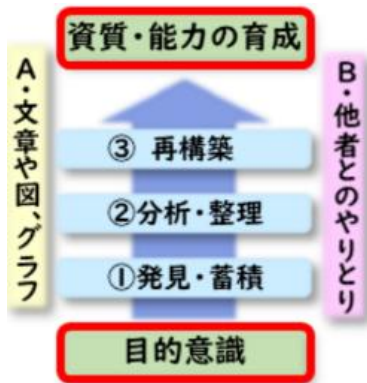 資質・能力の育成
A・文章や図、グラフ
③ 再構築
②分析・整理
①発見・蓄積
B・他者とのやりとり
目的意識